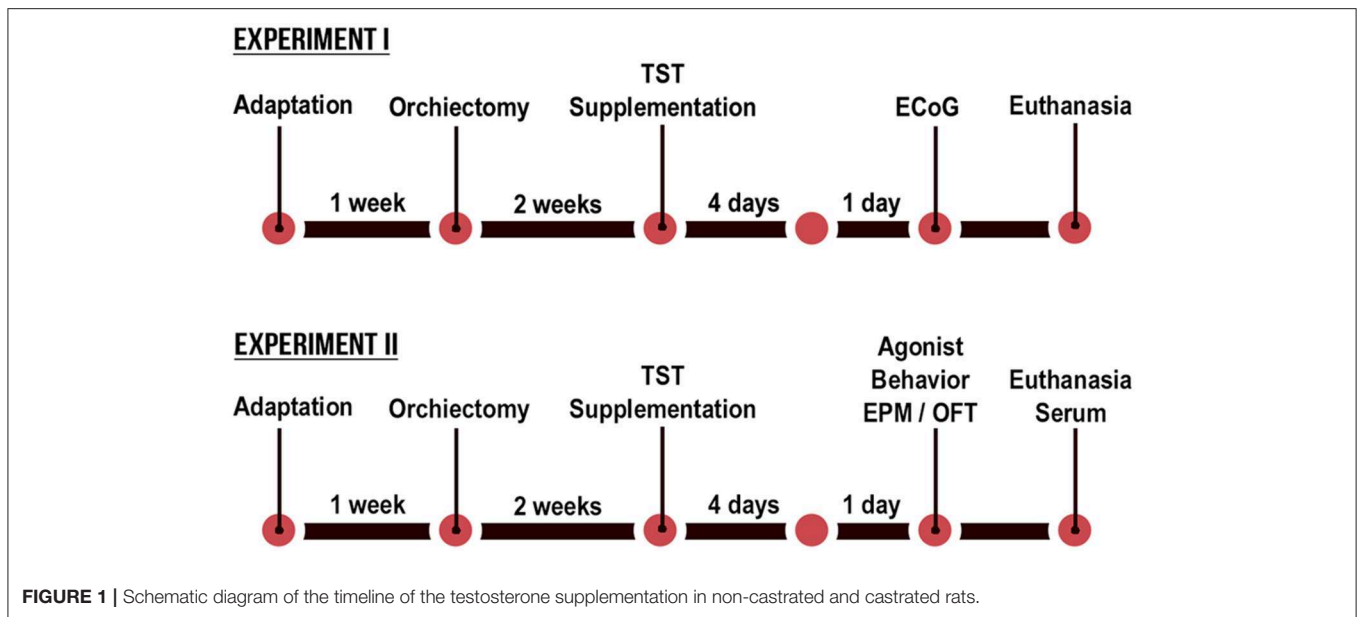 EXPERIMENT I
TST
Adaptation Orchiectomy Supplementation ECoG Euthanasia
1 week 2 weeks 4 days 1 day
EXPERIMENT II
Agonist
TST Behavior Euthanasia
Adaptation Orchiectomy Supplementation EPM / OFT Serum
1 week 2 weeks 4 days 1 day
FIGURE 1 | Schematic diagram of the timeline of the testosterone supplementation in non-castrated and castrated rats.